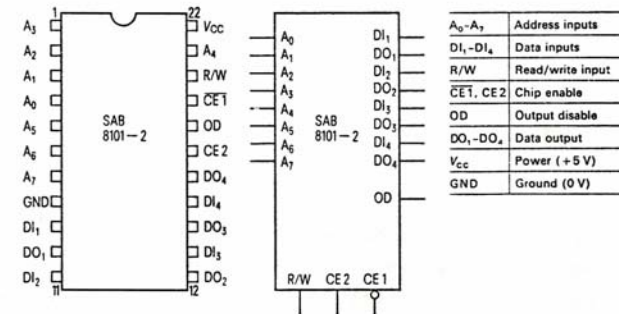 1 22
A₃ V_CC
A₂ A₄
A₁ R/W
A₀ C̅E̅1̅
A₅ OD
A₆ CE 2
A₇ DO₄
GND DI₄
DI₁ DO₃
DO₁ DI₃
DI₂ DO₂
11 12
SAB
8101-2
A₀ DI₁
A₁ DO₁
A₂ DI₂
A₃ DO₂
A₄ DI₃
A₅ DO₃
A₆ DI₄
A₇ DO₄
SAB
8101-2
OD
R/W CE 2 CE 1
A₀-A₇ Address inputs
DI₁-DI₄ Data inputs
R/W Read/write input
C̅E̅1̅, CE2 Chip enable
OD Output disable
DO₁-DO₄ Data output
V_CC Power (+5 V)
GND Ground (0 V)